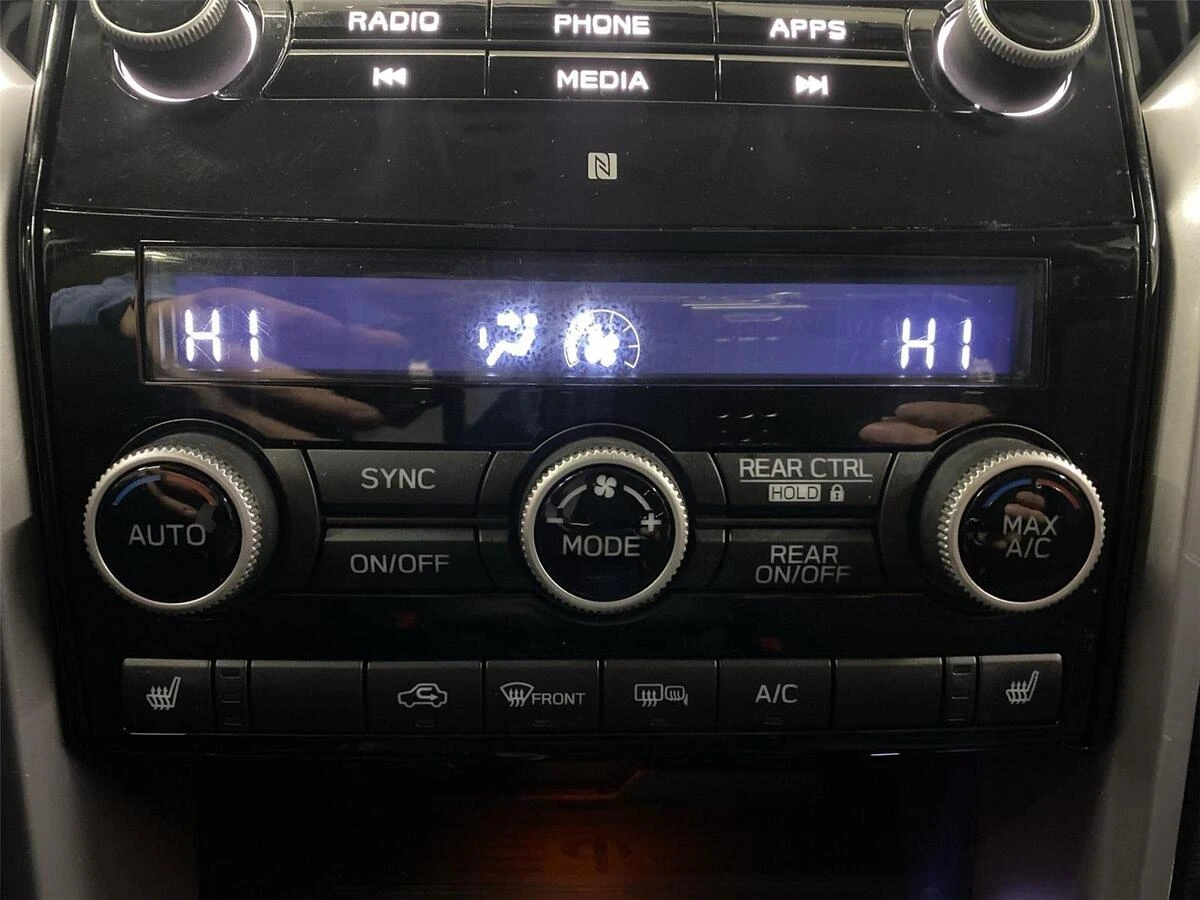 RADIO PHONE APPS
MEDIA
HI HI
SYNC
REAR CTRL
HOLD
AUTO
- +
MODE
MAX
A/C
ON/OFF
REAR
ON/OFF
FRONT
A/C